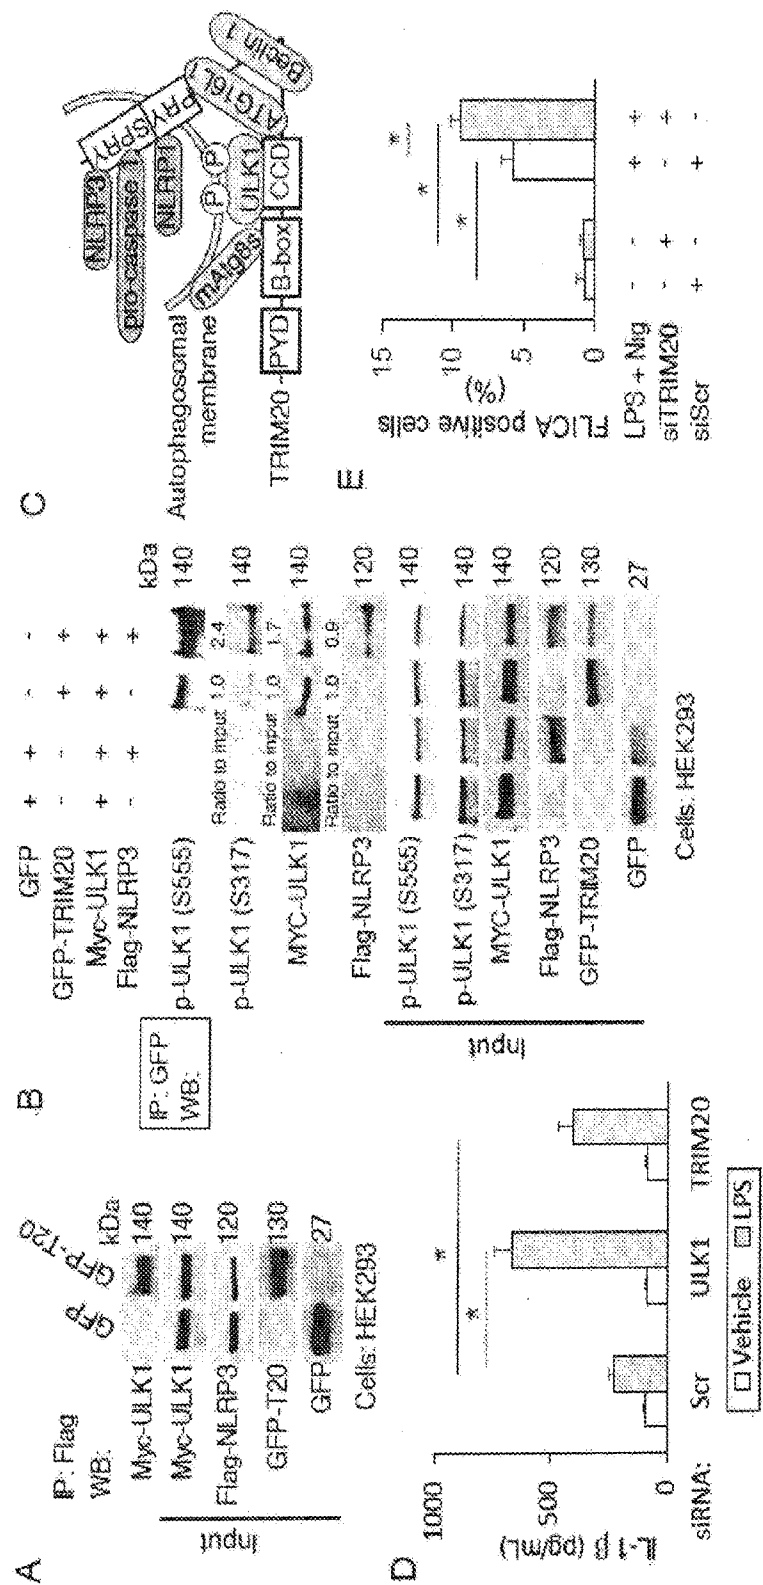 A
IP: Flag
WB:
GFP
GFP-T20
kDa
Myc-ULK1 140
Myc-ULK1 140
Flag-NLRP3 120
GFP-T20 130
GFP 27
Input
Cells: HEK293
B
GFP + + - -
GFP-TRIM20 - - + +
Myc-ULK1 + + + +
Flag-NLRP3 - + - +
IP: GFP
WB:
kDa
p-ULK1 (S555) 140
Ratio to input 1.0 2.4
p-ULK1 (S317) 140
Ratio to input 1.0 1.7
MYC-ULK1 140
Ratio to input 1.0 0.9
Flag-NLRP3 120
p-ULK1 (S555) 140
p-ULK1 (S317) 140
MYC-ULK1 140
Flag-NLRP3 120
GFP-TRIM20 130
GFP 27
Input
Cells: HEK293
C
NLRP3
pro-caspase 1
NLRP1
PRY/SPRY
PRY
Autophagosomal
membrane
mAtg8s
P P
ULK1
ATG16L1
Beclin 1
TRIM20 - PYD B-box CCD
D
IL-1 β (pg/mL)
1000
500
0
* *
siRNA: Scr ULK1 TRIM20
Vehicle LPS
E
FLICA positive cells
(%)
15
10
5
0
* * *
LPS + Nig - - + +
siTRIM20 - + - +
siScr + - + -